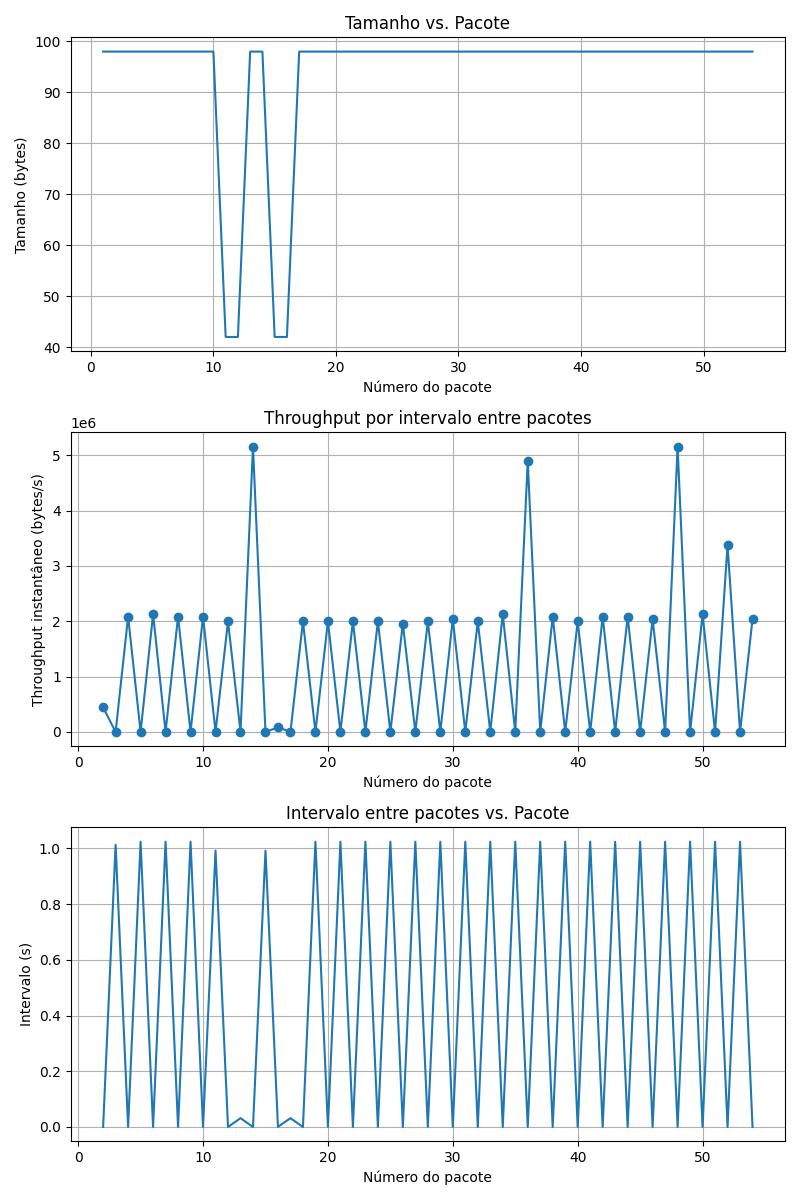 Tamanho vs. Pacote
100
90
80
70
60
50
40
Tamanho (bytes)
0 10 20 30 40 50
Número do pacote
Throughput por intervalo entre pacotes
1e6
5
4
3
2
1
0
Throughput instantâneo (bytes/s)
0 10 20 30 40 50
Número do pacote
Intervalo entre pacotes vs. Pacote
1.0
0.8
0.6
0.4
0.2
0.0
Intervalo (s)
0 10 20 30 40 50
Número do pacote